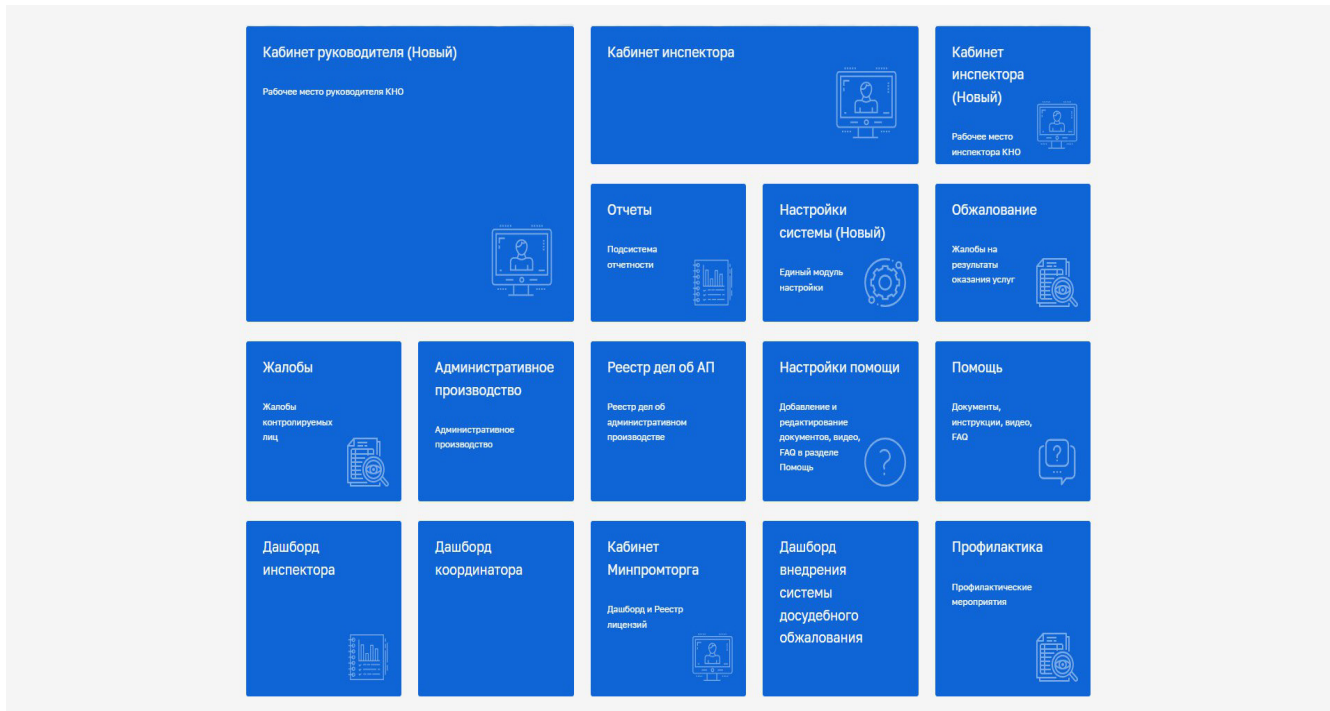 Кабинет руководителя (Новый)
Рабочее место руководителя КНО
Кабинет инспектора
Кабинет
инспектора
(Новый)
Рабочее место
инспектора КНО
Отчеты
Подсистема
отчетности
Настройки
системы (Новый)
Единый модуль
настройки
Обжалование
Жалобы на
результаты
оказания услуг
Жалобы
Жалобы
контролируемых
лиц
Административное
производство
Административное
производство
Реестр дел об АП
Реестр дел об
административном
производстве
Настройки помощи
Добавление и
редактирование
документов, видео,
FAQ в разделе
Помощь
Помощь
Документы,
инструкции, видео,
FAQ
Дашборд
инспектора
Дашборд
координатора
Кабинет
Минпромторга
Дашборд и Реестр
лицензий
Дашборд
внедрения
системы
досудебного
обжалования
Профилактика
Профилактические
мероприятия